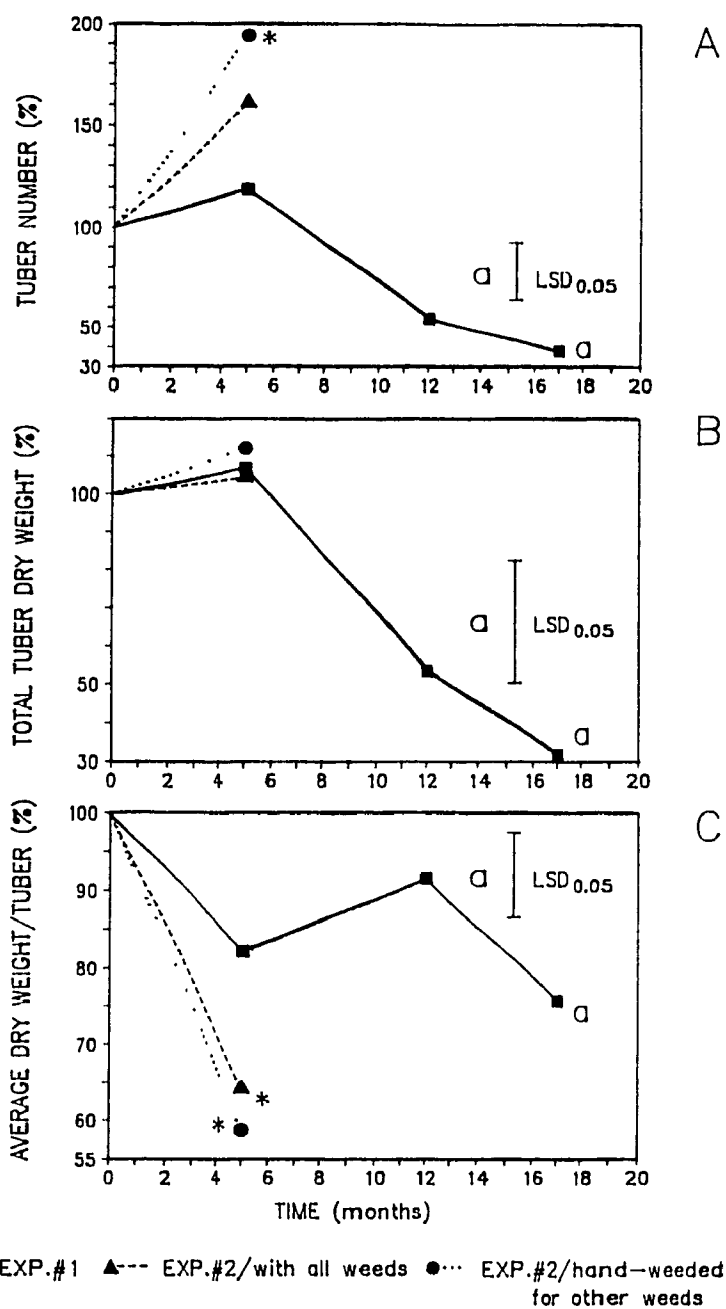 A
TUBER NUMBER (%)
200
150
100
50
30
*
a LSD0.05
a
0 2 4 6 8 10 12 14 16 18 20
B
TOTAL TUBER DRY WEIGHT (%)
100
50
30
a LSD0.05
a
0 2 4 6 8 10 12 14 16 18 20
C
AVERAGE DRY WEIGHT/TUBER (%)
100
90
80
70
60
55
a LSD0.05
a
*
*
0 2 4 6 8 10 12 14 16 18 20
TIME (months)
EXP.#1 ▲--- EXP.#2/with all weeds ●··· EXP.#2/hand-weeded
for other weeds